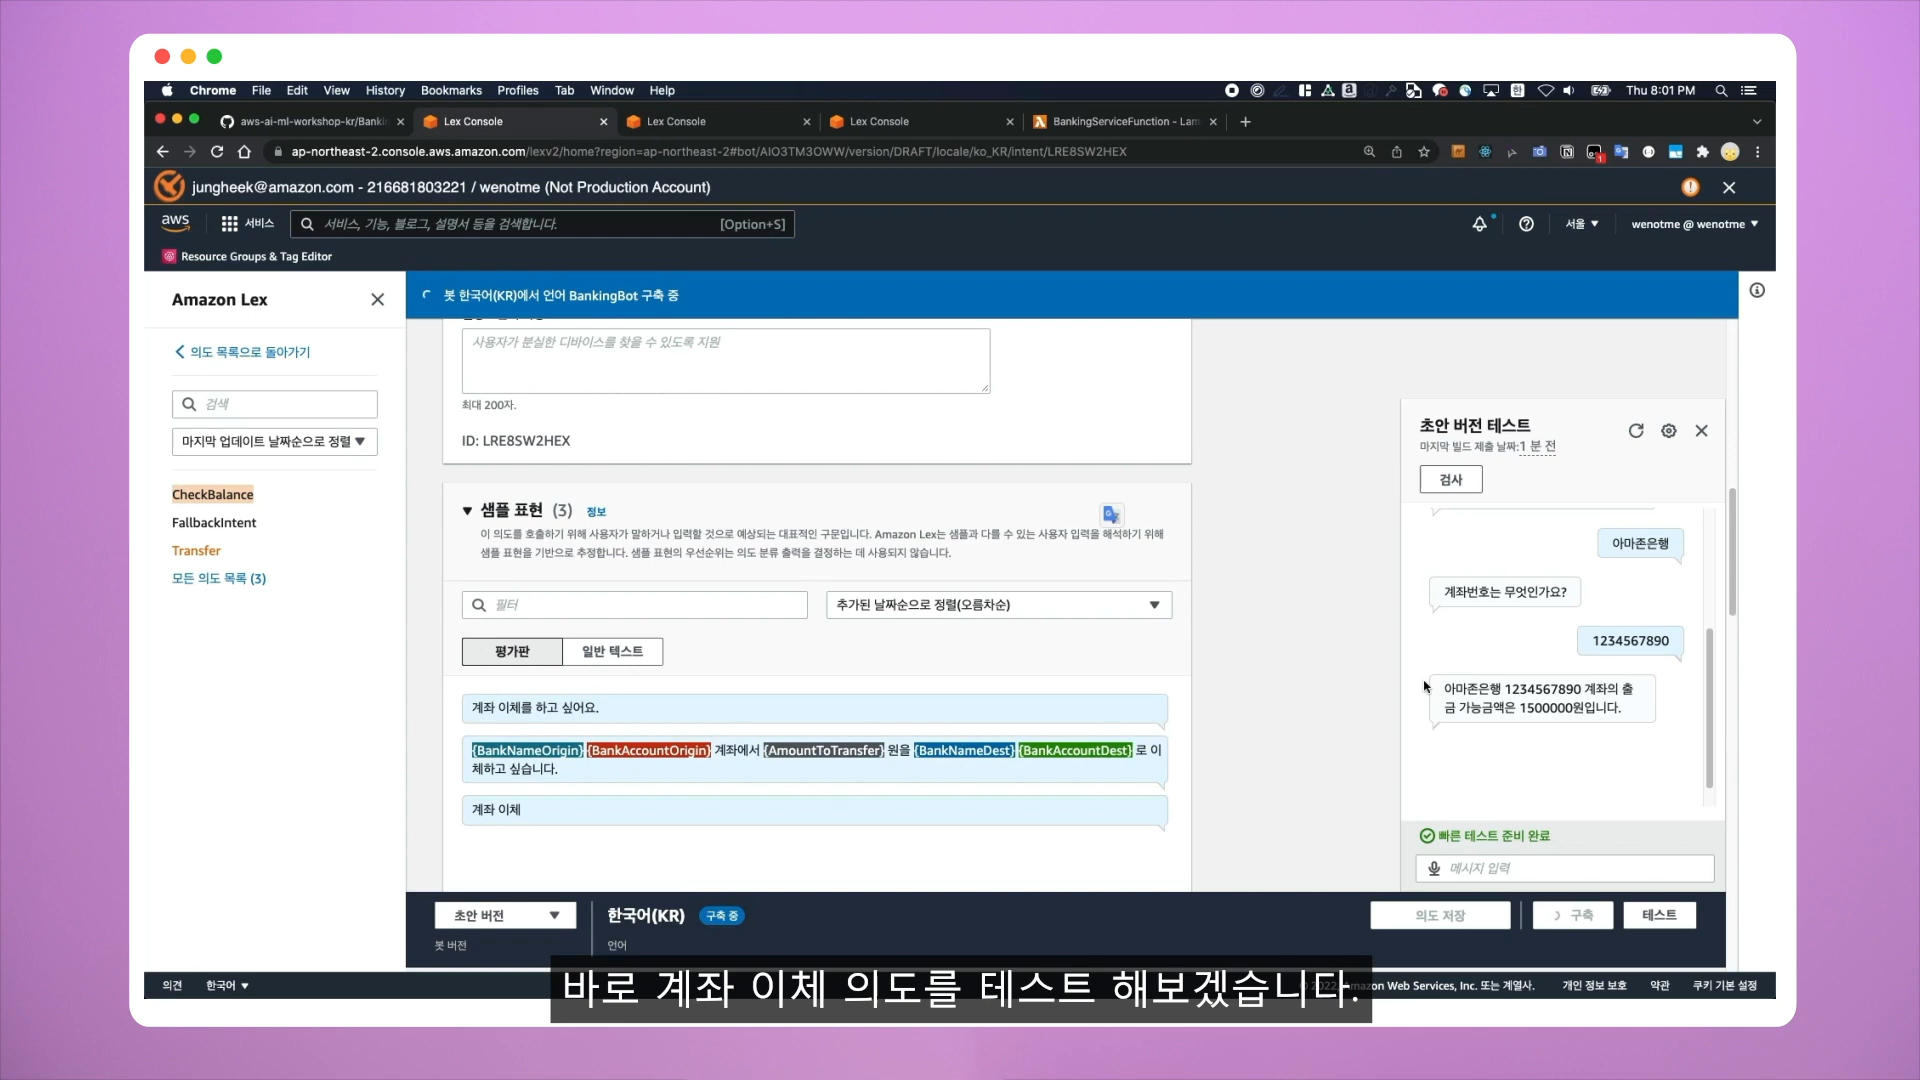 Chrome File Edit View History Bookmarks Profiles Tab Window Help
Thu 8:01 PM
aws-ai-ml-workshop-kr/Banki
Lex Console
Lex Console
Lex Console
BankingServiceFunction - Lam
ap-northeast-2.console.aws.amazon.com/lexv2/home?region=ap-northeast-2#bot/AIO3TM3OWW/version/DRAFT/locale/ko_KR/intent/LRE8SW2HEX
jungheek@amazon.com - 216681803221 / wenotme (Not Production Account)
aws
서비스
서비스, 기능, 블로그, 설명서 등을 검색합니다.
[Option+S]
서울
wenotme @ wenotme
Resource Groups & Tag Editor
Amazon Lex
의도 목록으로 돌아가기
검색
마지막 업데이트 날짜순으로 정렬
CheckBalance
FallbackIntent
Transfer
모든 의도 목록 (3)
봇 한국어(KR)에서 언어 BankingBot 구축 중
사용자가 분실한 디바이스를 찾을 수 있도록 지원
최대 200자.
ID: LRE8SW2HEX
샘플 표현 (3) 정보
이 의도를 호출하기 위해 사용자가 말하거나 입력할 것으로 예상되는 대표적인 구문입니다. Amazon Lex는 샘플과 다를 수 있는 사용자 입력을 해석하기 위해
샘플 표현을 기반으로 추정합니다. 샘플 표현의 우선순위는 의도 분류 출력을 결정하는 데 사용되지 않습니다.
필터
추가된 날짜순으로 정렬(오름차순)
평가판
일반 텍스트
계좌 이체를 하고 싶어요.
{BankNameOrigin} {BankAccountOrigin} 계좌에서 {AmountToTransfer} 원을 {BankNameDest} {BankAccountDest} 로 이
체하고 싶습니다.
계좌 이체
초안 버전 테스트
마지막 빌드 제출 날짜:1 분 전
검사
아마존은행
계좌번호는 무엇인가요?
1234567890
아마존은행 1234567890 계좌의 출
금 가능금액은 1500000원입니다.
빠른 테스트 준비 완료
메시지 입력
초안 버전
봇 버전
한국어(KR)
구축 중
언어
의도 저장
구축
테스트
의견
한국어
바로 계좌 이체 의도를 테스트 해보겠습니다.
Web Services, Inc. 또는 계열사.
개인 정보 보호
약관
쿠키 기본 설정